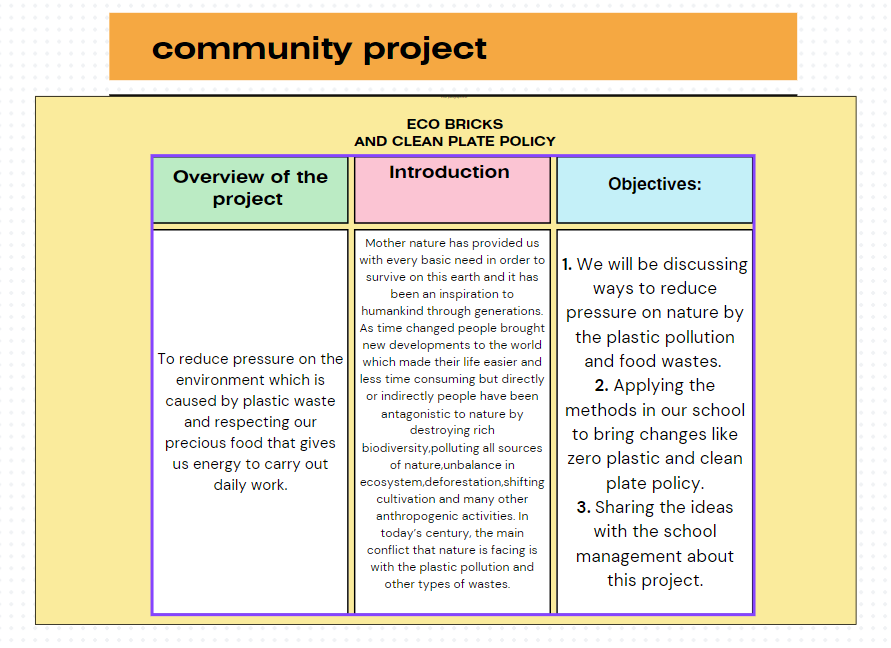 community project
ECO BRICKS
AND CLEAN PLATE POLICY
Overview of the
project
Introduction
Objectives:
To reduce pressure on the
environment which is
caused by plastic waste
and respecting our
precious food that gives
us energy to carry out
daily work.
Mother nature has provided us
with every basic need in order to
survive on this earth and it has
been an inspiration to
humankind through generations.
As time changed people brought
new developments to the world
which made their life easier and
less time consuming but directly
or indirectly people have been
antagonistic to nature by
destroying rich
biodiversity,polluting all sources
of nature,unbalance in
ecosystem,deforestation,shifting
cultivation and many other
anthropogenic activities. In
today's century, the main
conflict that nature is facing is
with the plastic pollution and
other types of wastes.
1. We will be discussing
ways to reduce
pressure on nature by
the plastic pollution
and food wastes.
2. Applying the
methods in our school
to bring changes like
zero plastic and clean
plate policy.
3. Sharing the ideas
with the school
management about
this project.